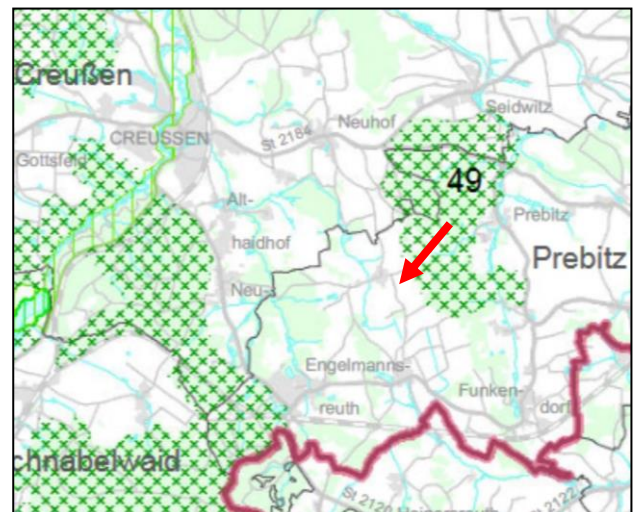 Creußen
Seidwitz
Neuhof
CREUSSEN
St 2184
Gottsfeld
49
Alt-
haidhof
Prebitz
Prebitz
Neu-
Engelmanns-
reuth
Funken-
dorf
chnabelwaid
St 2120
St 2122